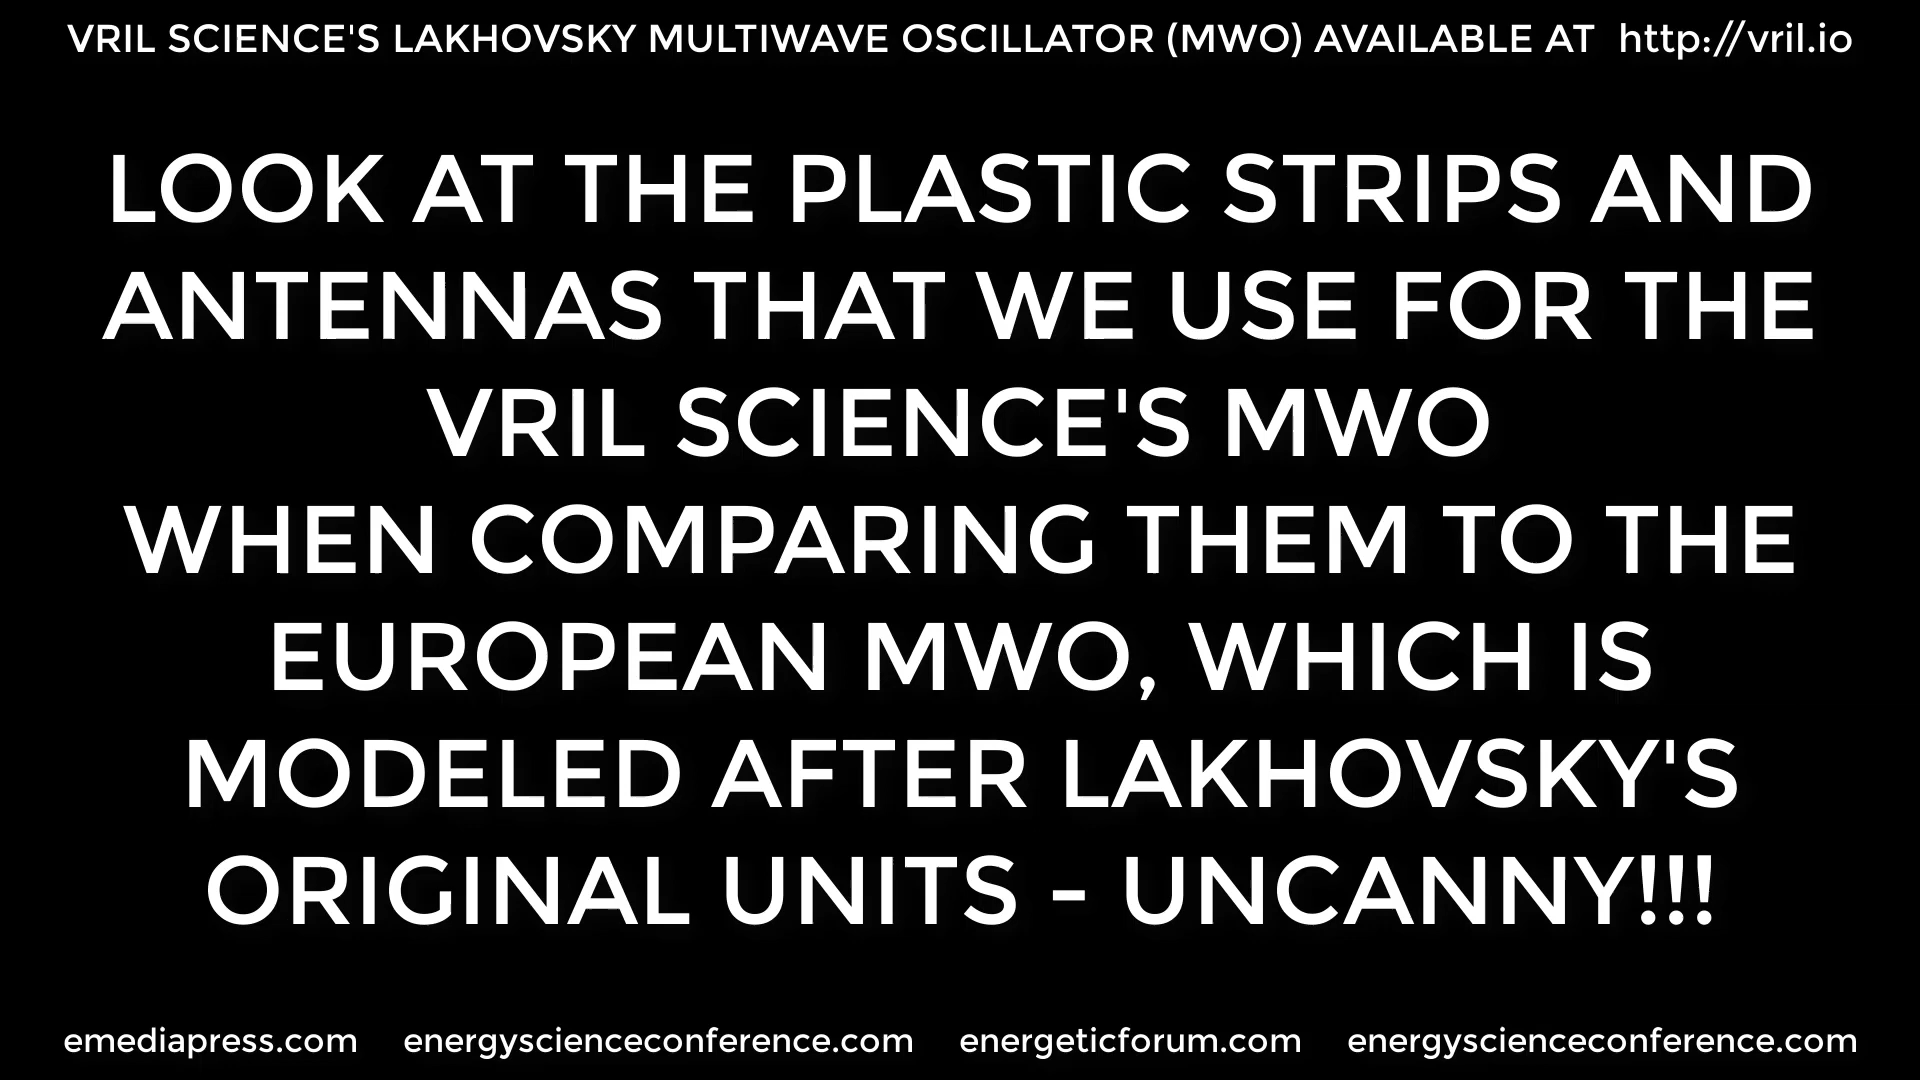 VRIL SCIENCE'S LAKHOVSKY MULTIWAVE OSCILLATOR (MWO) AVAILABLE AT http://vril.io
LOOK AT THE PLASTIC STRIPS AND
ANTENNAS THAT WE USE FOR THE
VRIL SCIENCE'S MWO
WHEN COMPARING THEM TO THE
EUROPEAN MWO, WHICH IS
MODELED AFTER LAKHOVSKY'S
ORIGINAL UNITS - UNCANNY!!!
emediapress.com energyscienceconference.com energeticforum.com energyscienceconference.com